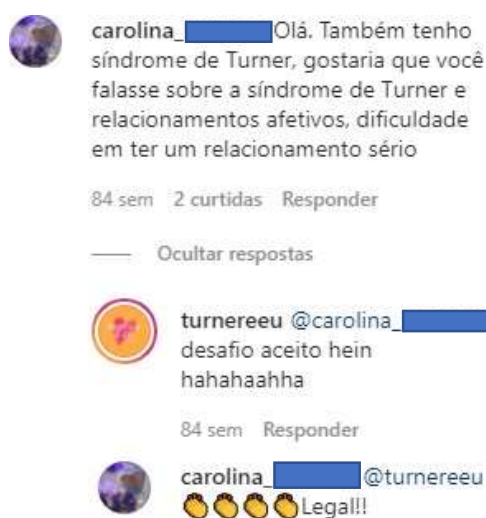 carolina_ Olá. Também tenho
síndrome de Turner, gostaria que você
falasse sobre a síndrome de Turner e
relacionamentos afetivos, dificuldade
em ter um relacionamento sério
84 sem 2 curtidas Responder
Ocultar respostas
turnereeu @carolina_
desafio aceito hein
hahahaahha
84 sem Responder
carolina_ @turnereeu
👏👏👏👏Legal!!